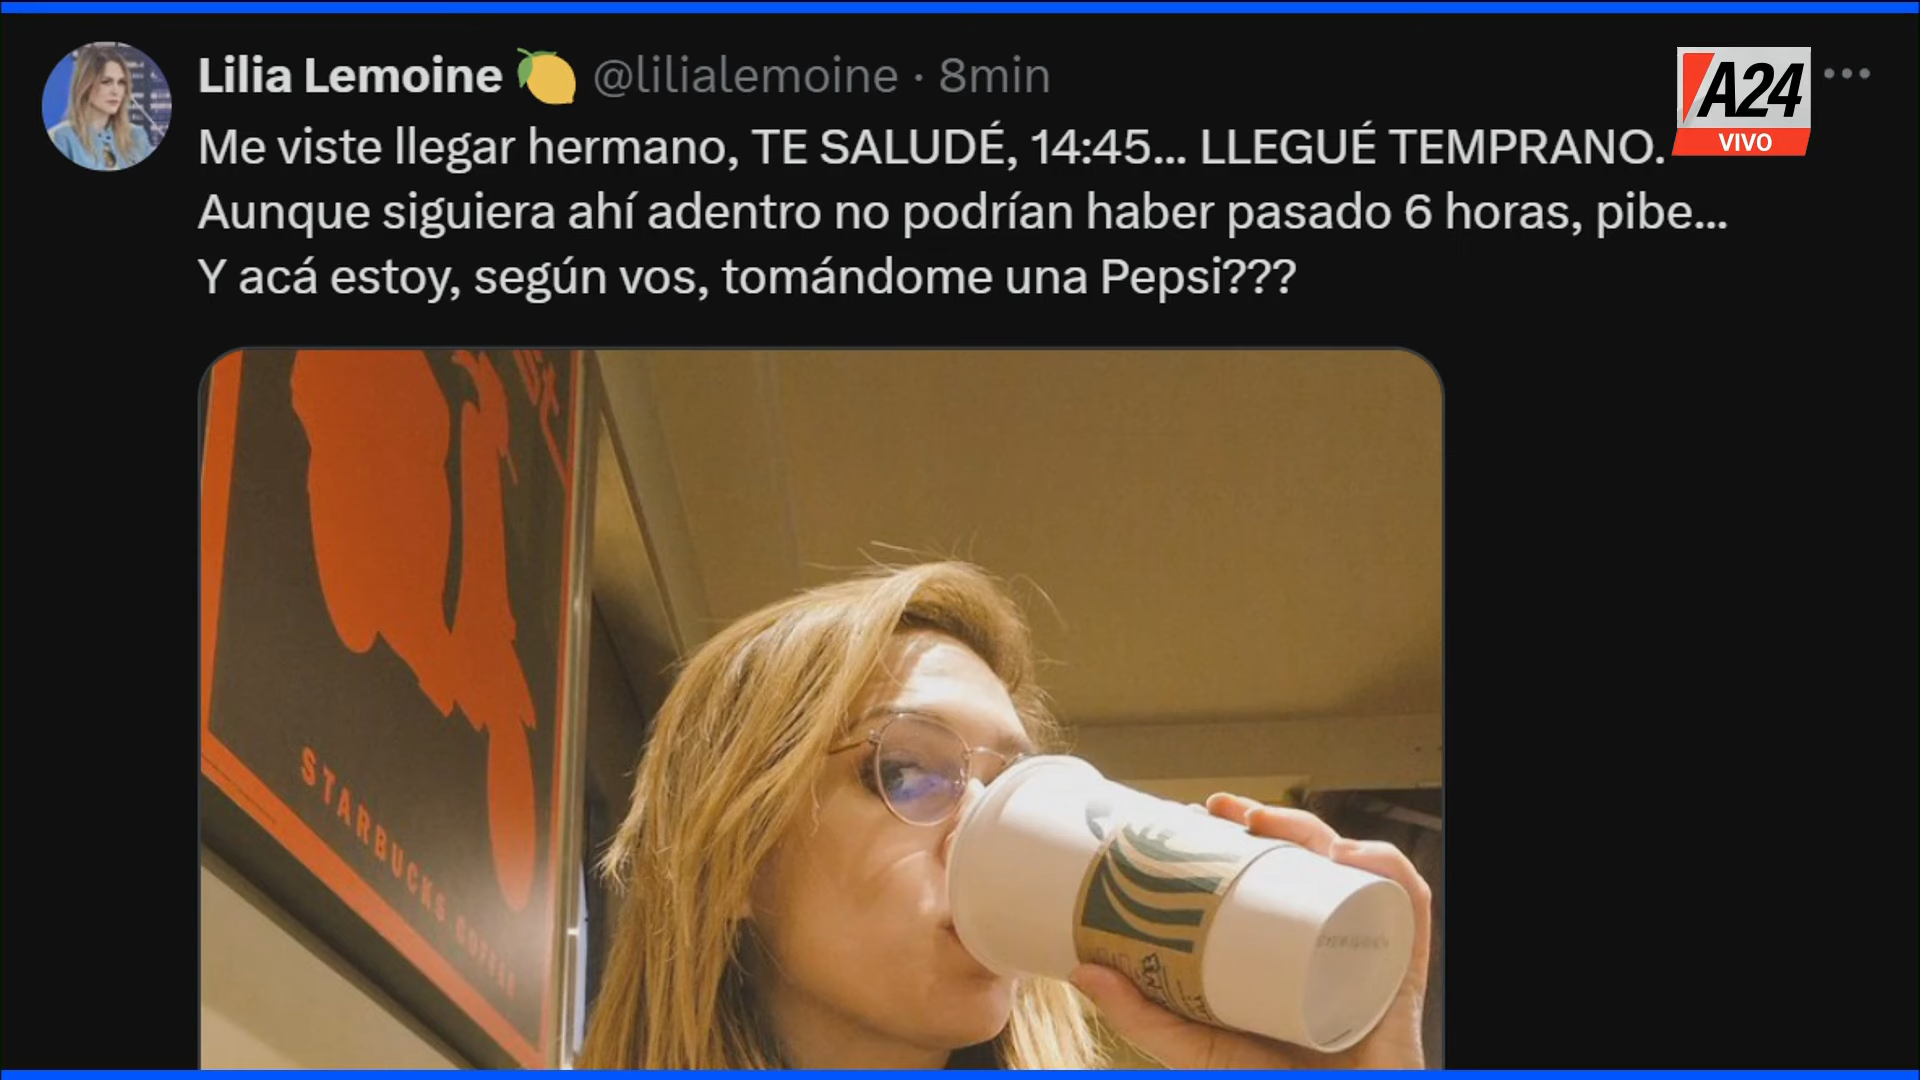 Lilia Lemoine 🍋 @lilialemoine · 8min
A24
VIVO
Me viste llegar hermano, TE SALUDÉ, 14:45... LLEGUÉ TEMPRANO.
Aunque siguiera ahí adentro no podrían haber pasado 6 horas, pibe...
Y acá estoy, según vos, tomándome una Pepsi???
STARBUCKS COFFEE